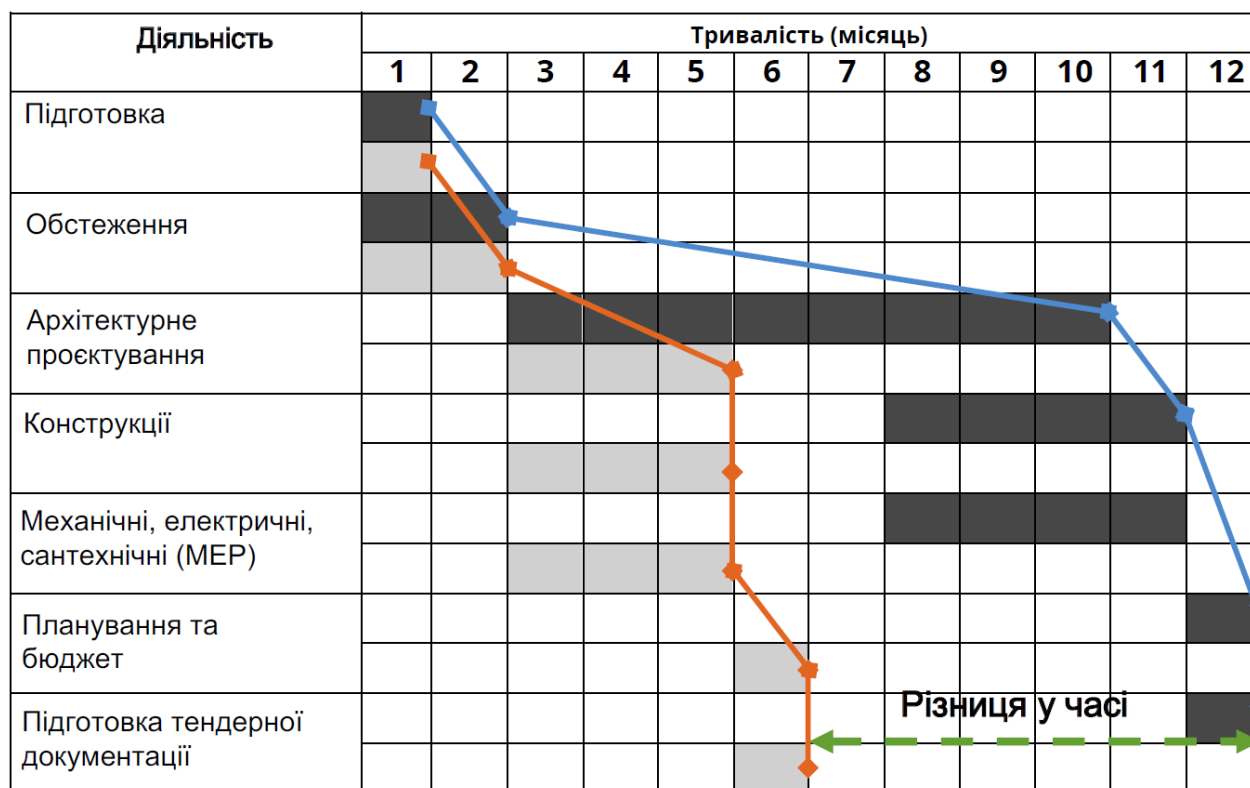 Діяльність
Тривалість (місяць)
1 2 3 4 5 6 7 8 9 10 11 12
Підготовка
Обстеження
Архітектурне
проєктування
Конструкції
Механічні, електричні,
сантехнічні (МЕР)
Планування та
бюджет
Підготовка тендерної
документації
Різниця у часі